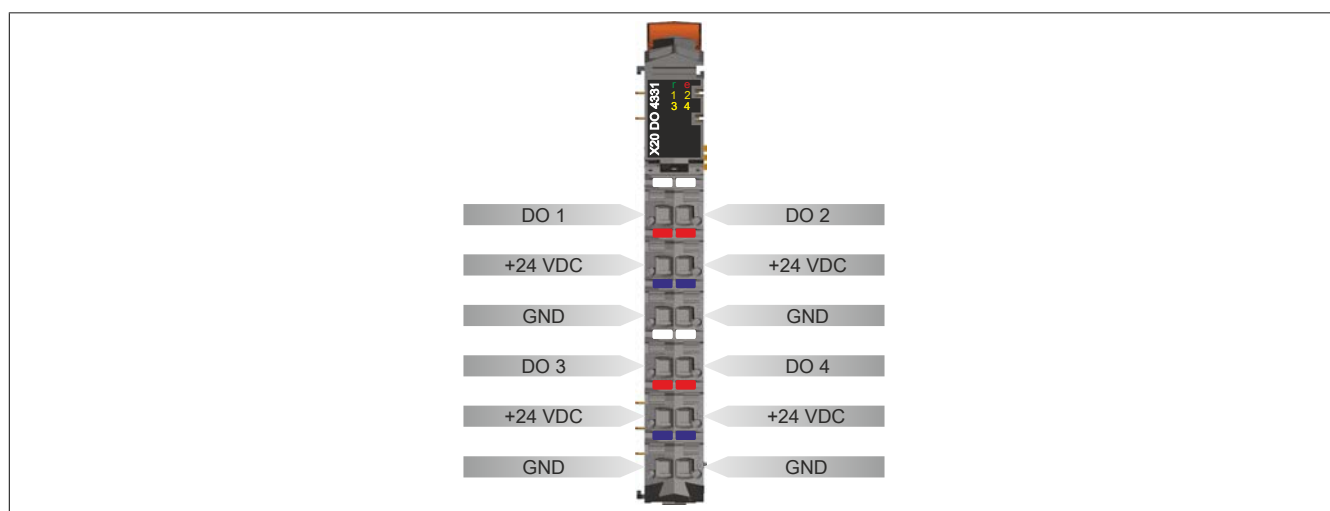 X20 DO 4331
r e
1 2
3 4
DO 1 DO 2
+24 VDC +24 VDC
GND GND
DO 3 DO 4
+24 VDC +24 VDC
GND GND